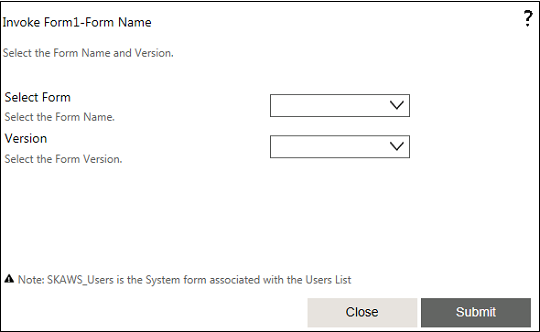 Invoke Form1-Form Name
?
Select the Form Name and Version.
Select Form
Select the Form Name.
Version
Select the Form Version.
Note: SKAWS_Users is the System form associated with the Users List
Close
Submit